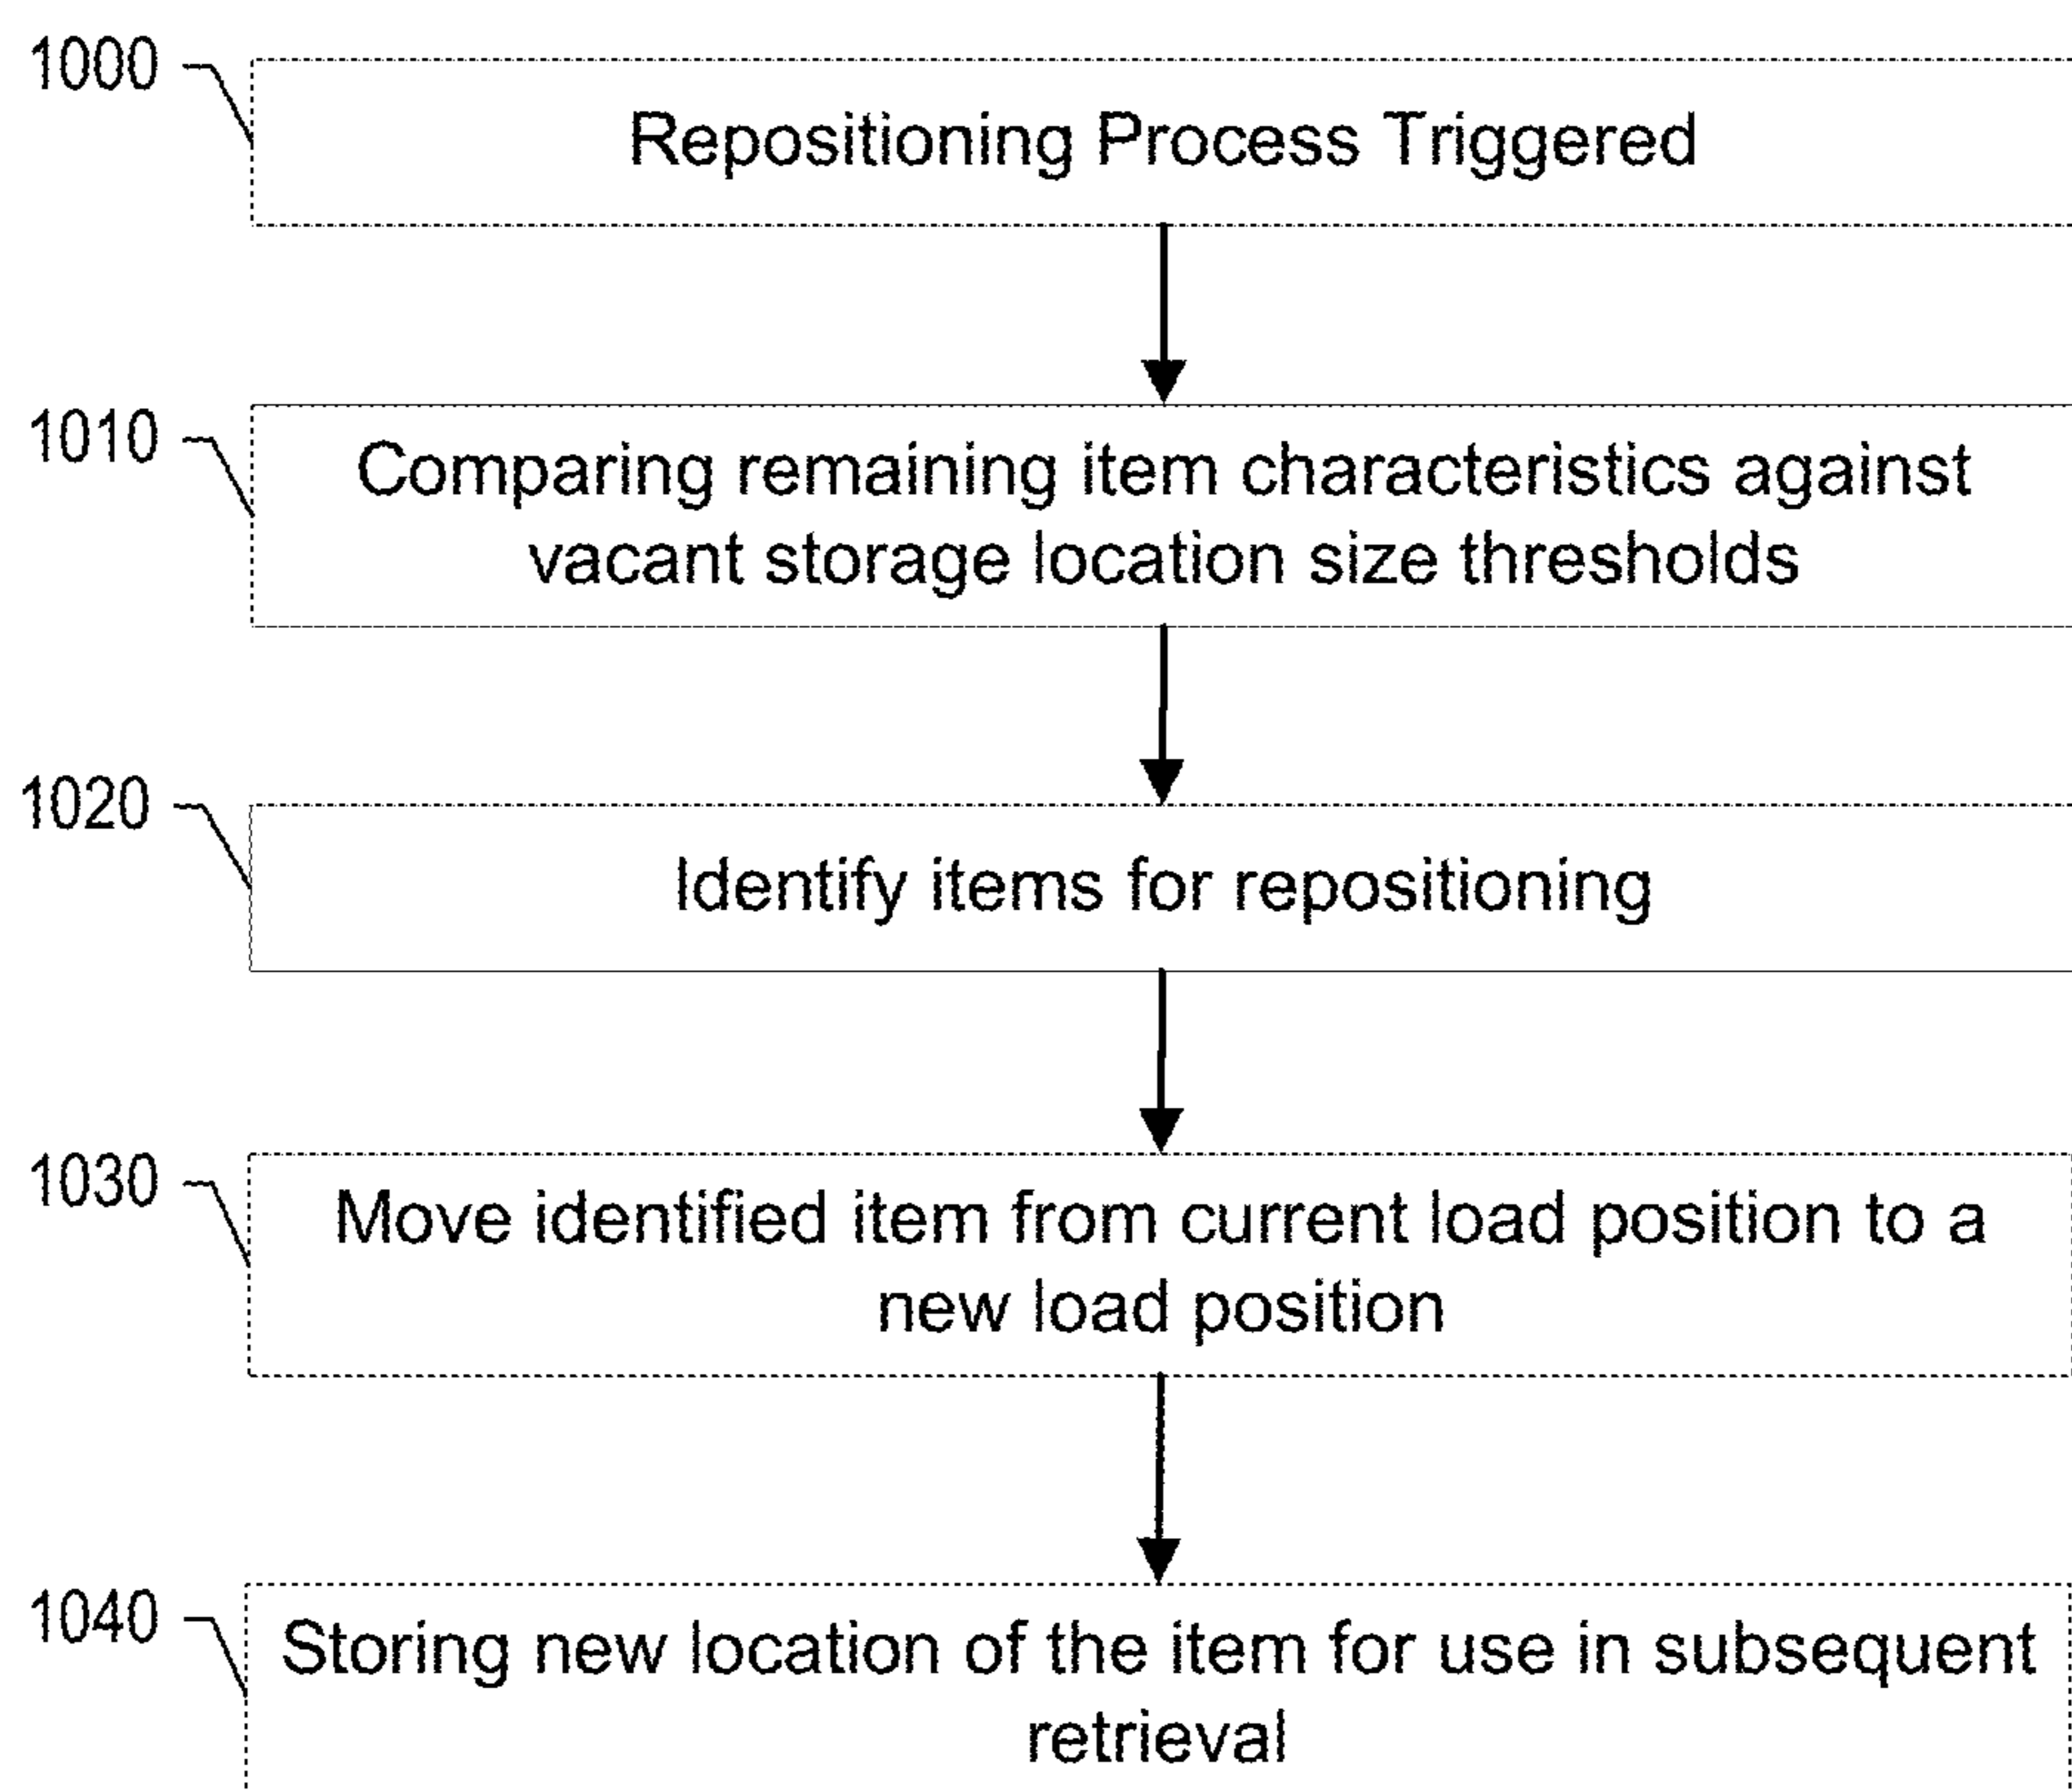 1000
Repositioning Process Triggered
1010
Comparing remaining item characteristics against
vacant storage location size thresholds
1020
Identify items for repositioning
1030
Move identified item from current load position to a
new load position
1040
Storing new location of the item for use in subsequent
retrieval